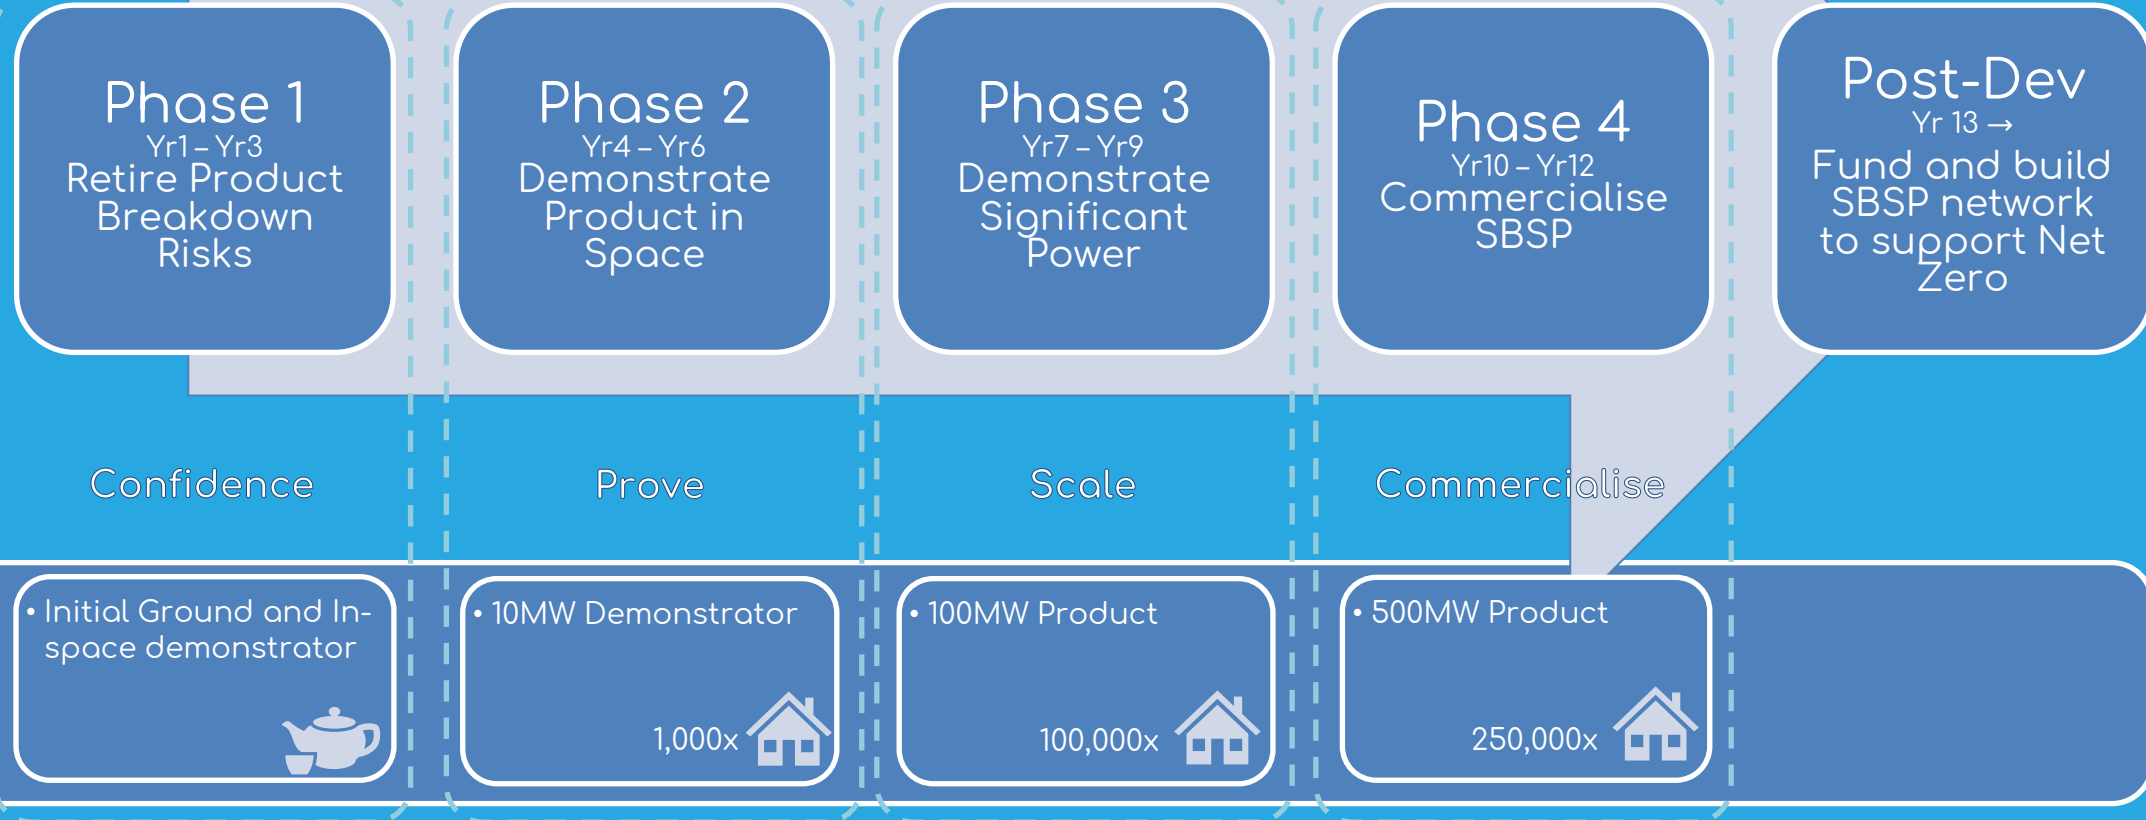 Phase 1
Yr1 – Yr3
Retire Product
Breakdown
Risks
Phase 2
Yr4 – Yr6
Demonstrate
Product in
Space
Phase 3
Yr7 – Yr9
Demonstrate
Significant
Power
Phase 4
Yr10 – Yr12
Commercialise
SBSP
Post-Dev
Yr 13 →
Fund and build
SBSP network
to support Net
Zero
Confidence
Prove
Scale
Commercialise
• Initial Ground and In-
space demonstrator
• 10MW Demonstrator
1,000x
• 100MW Product
100,000x
• 500MW Product
250,000x